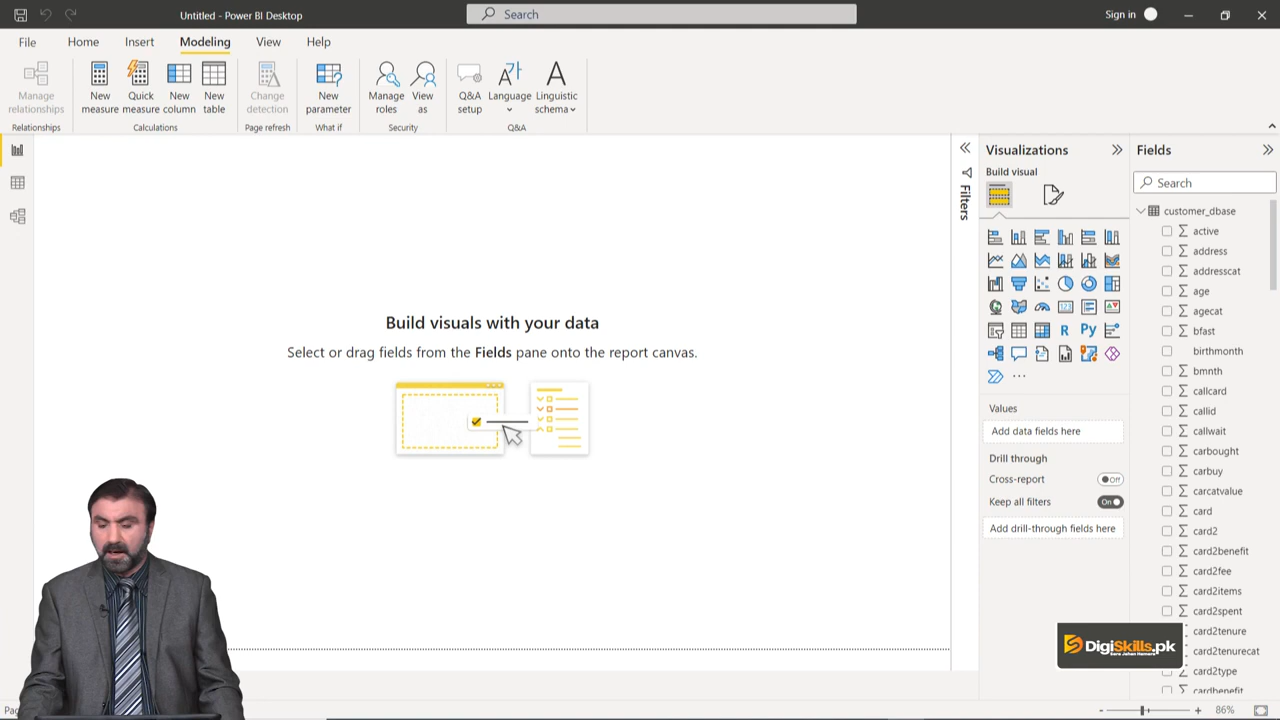 Untitled - Power BI Desktop
Search
Sign in
File
Home
Insert
Modeling
View
Help
Manage relationships
New measure
Quick measure
New column
New table
Change detection
New parameter
Manage roles
View as
Q&A setup
Language
Linguistic schema
Relationships
Calculations
Page refresh
What if
Security
Q&A
Build visuals with your data
Select or drag fields from the Fields pane onto the report canvas.
Filters
Visualizations
Build visual
R
Py
123
Values
Add data fields here
Drill through
Cross-report
Off
Keep all filters
On
Add drill-through fields here
Fields
Search
customer_dbase
active
address
addresscat
age
agecat
bfast
birthmonth
bmnth
callcard
callid
callwait
carbought
carbuy
carcatvalue
card
card2
card2benefit
card2fee
card2items
card2spent
card2tenure
card2tenurecat
card2type
cardbenefit
DigiSkills.pk
86%